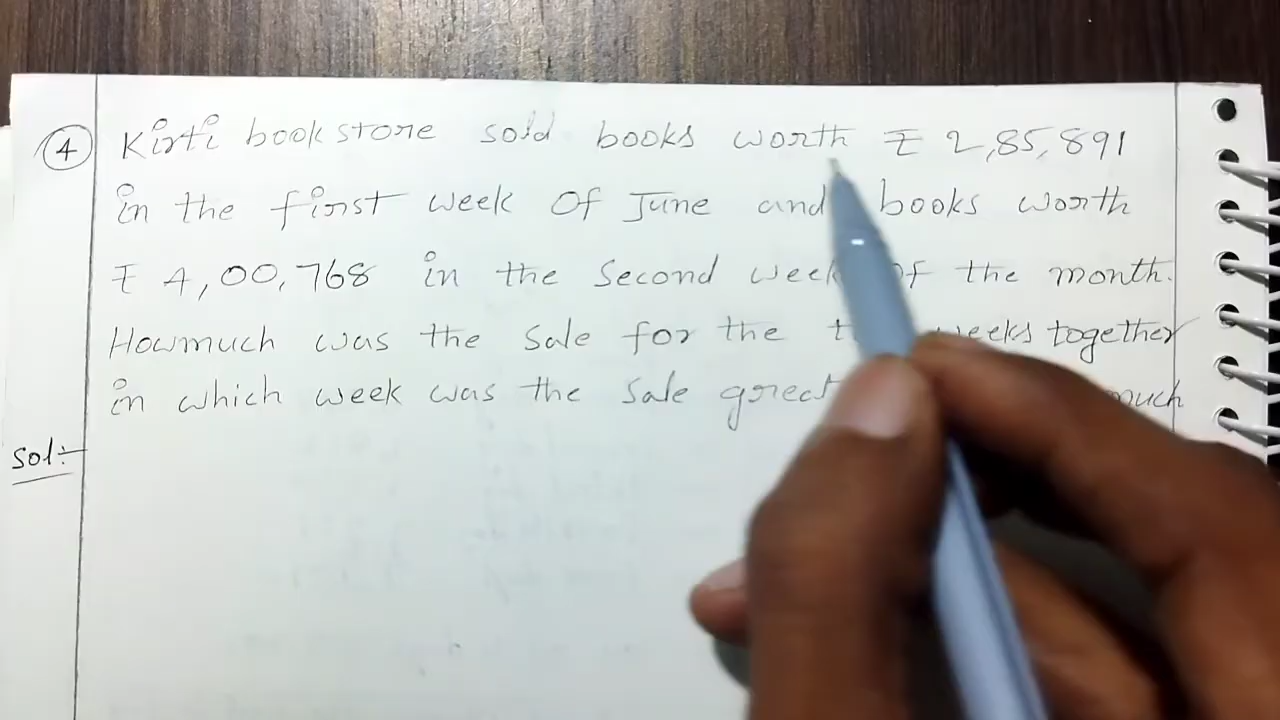 4 Kirti bookstore sold books worth ₹ 2,85,891
in the first week of June and books worth
₹ 4,00,768 in the second week of the month.
Howmuch was the sale for the weeks together
in which week was the sale much
Sol:-